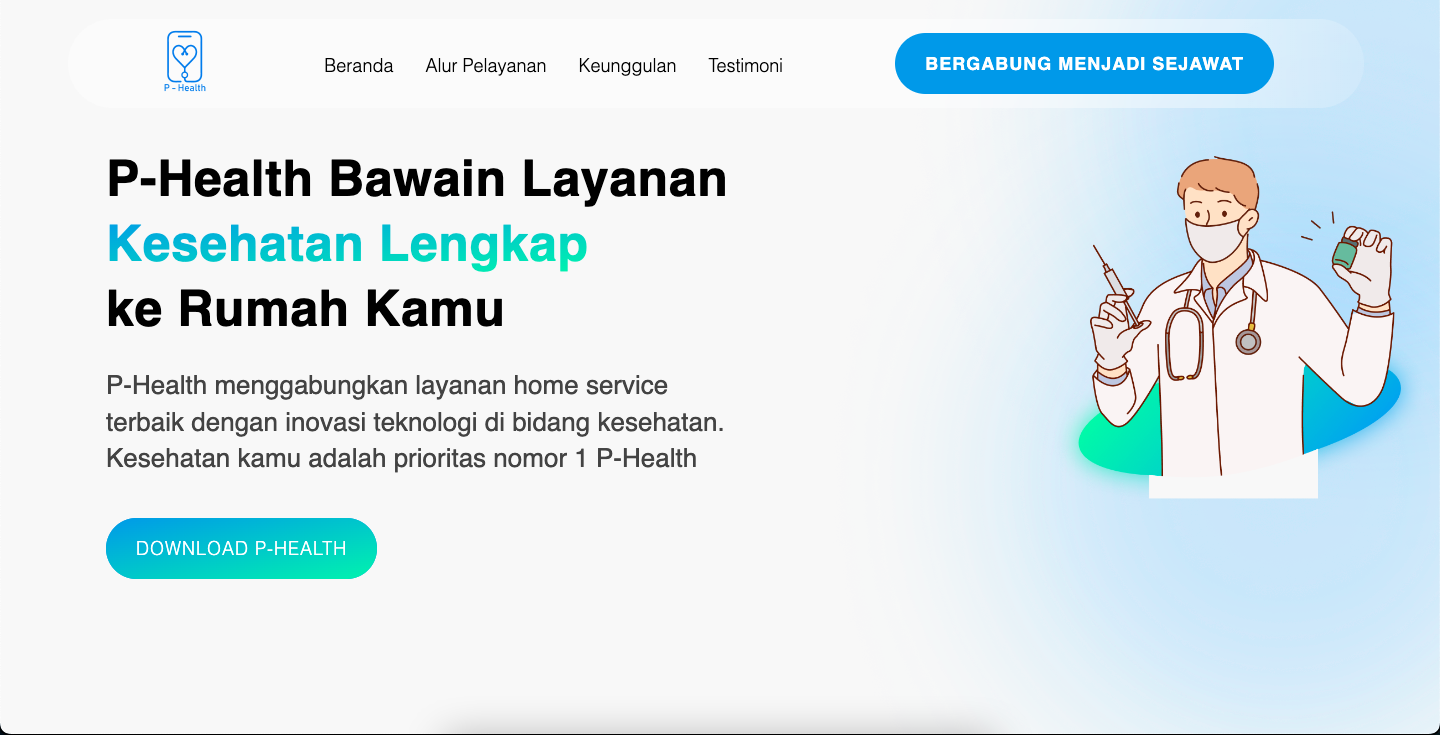 P - Health
Beranda
Alur Pelayanan
Keunggulan
Testimoni
BERGABUNG MENJADI SEJAWAT
P-Health Bawain Layanan
Kesehatan Lengkap
ke Rumah Kamu
P-Health menggabungkan layanan home service
terbaik dengan inovasi teknologi di bidang kesehatan.
Kesehatan kamu adalah prioritas nomor 1 P-Health
DOWNLOAD P-HEALTH